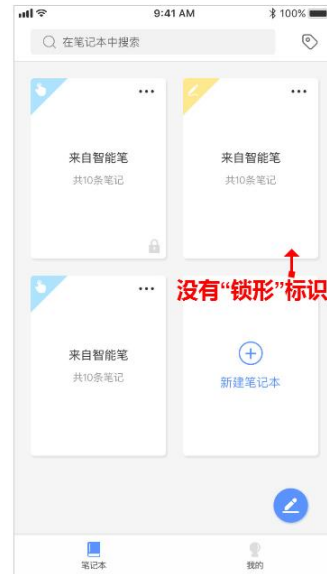 9:41 AM
100%
在笔记本中搜索
来自智能笔
共10条笔记
来自智能笔
共10条笔记
没有“锁形”标识
来自智能笔
共10条笔记
新建笔记本
笔记本
我的